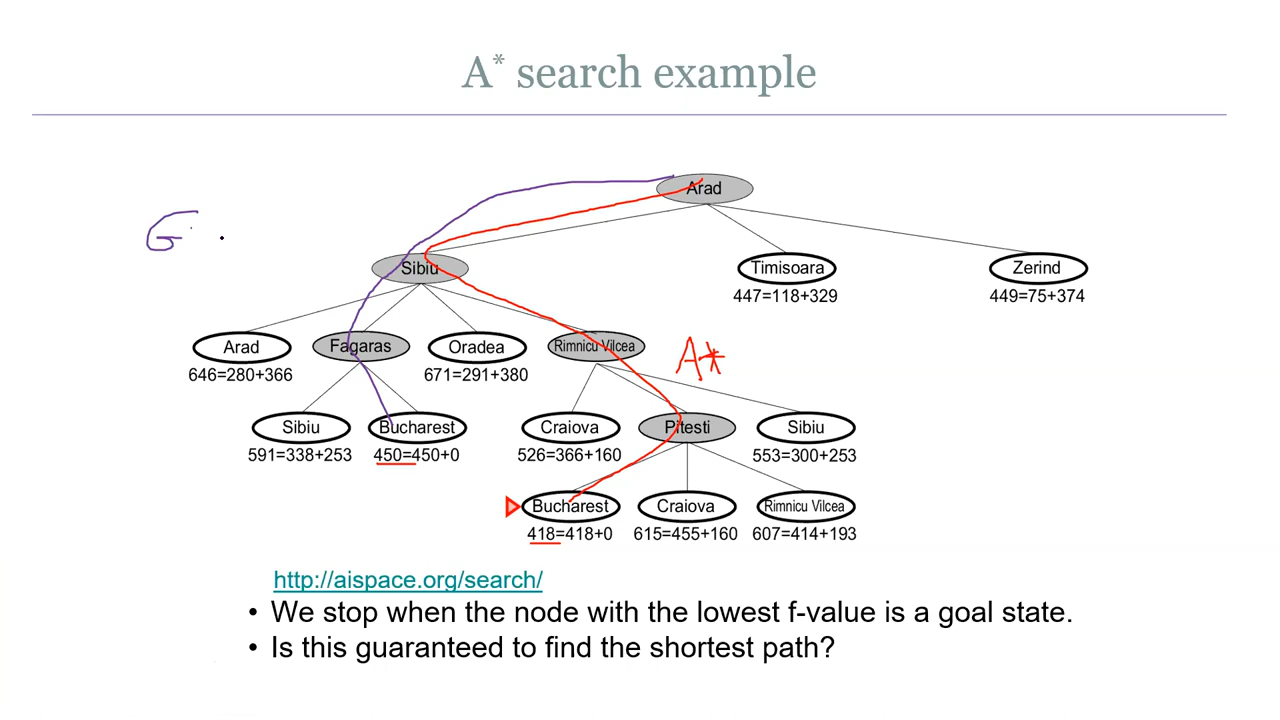 A* search example
Arad
G
Sibiu
Timisoara
Zerind
447=118+329
449=75+374
Arad
Fagaras
Oradea
Rimnicu Vilcea
A*
646=280+366
671=291+380
Sibiu
Bucharest
Craiova
Pitesti
Sibiu
591=338+253
450=450+0
526=366+160
553=300+253
Bucharest
Craiova
Rimnicu Vilcea
418=418+0
615=455+160
607=414+193
http://aispace.org/search/
• We stop when the node with the lowest f-value is a goal state.
• Is this guaranteed to find the shortest path?